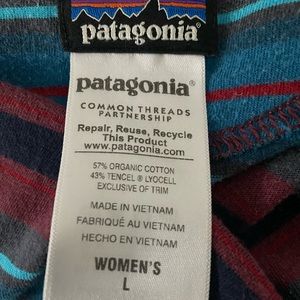 patagonia
patagonia®
COMMON THREADS
PARTNERSHIP
Repair, Reuse, Recycle
This Product
www.patagonia.com
57% ORGANIC COTTON
43% TENCEL ® LYOCELL
EXCLUSIVE OF TRIM
MADE IN VIETNAM
FABRIQUÉ AU VIETNAM
HECHO EN VIETNAM
WOMEN'S
L